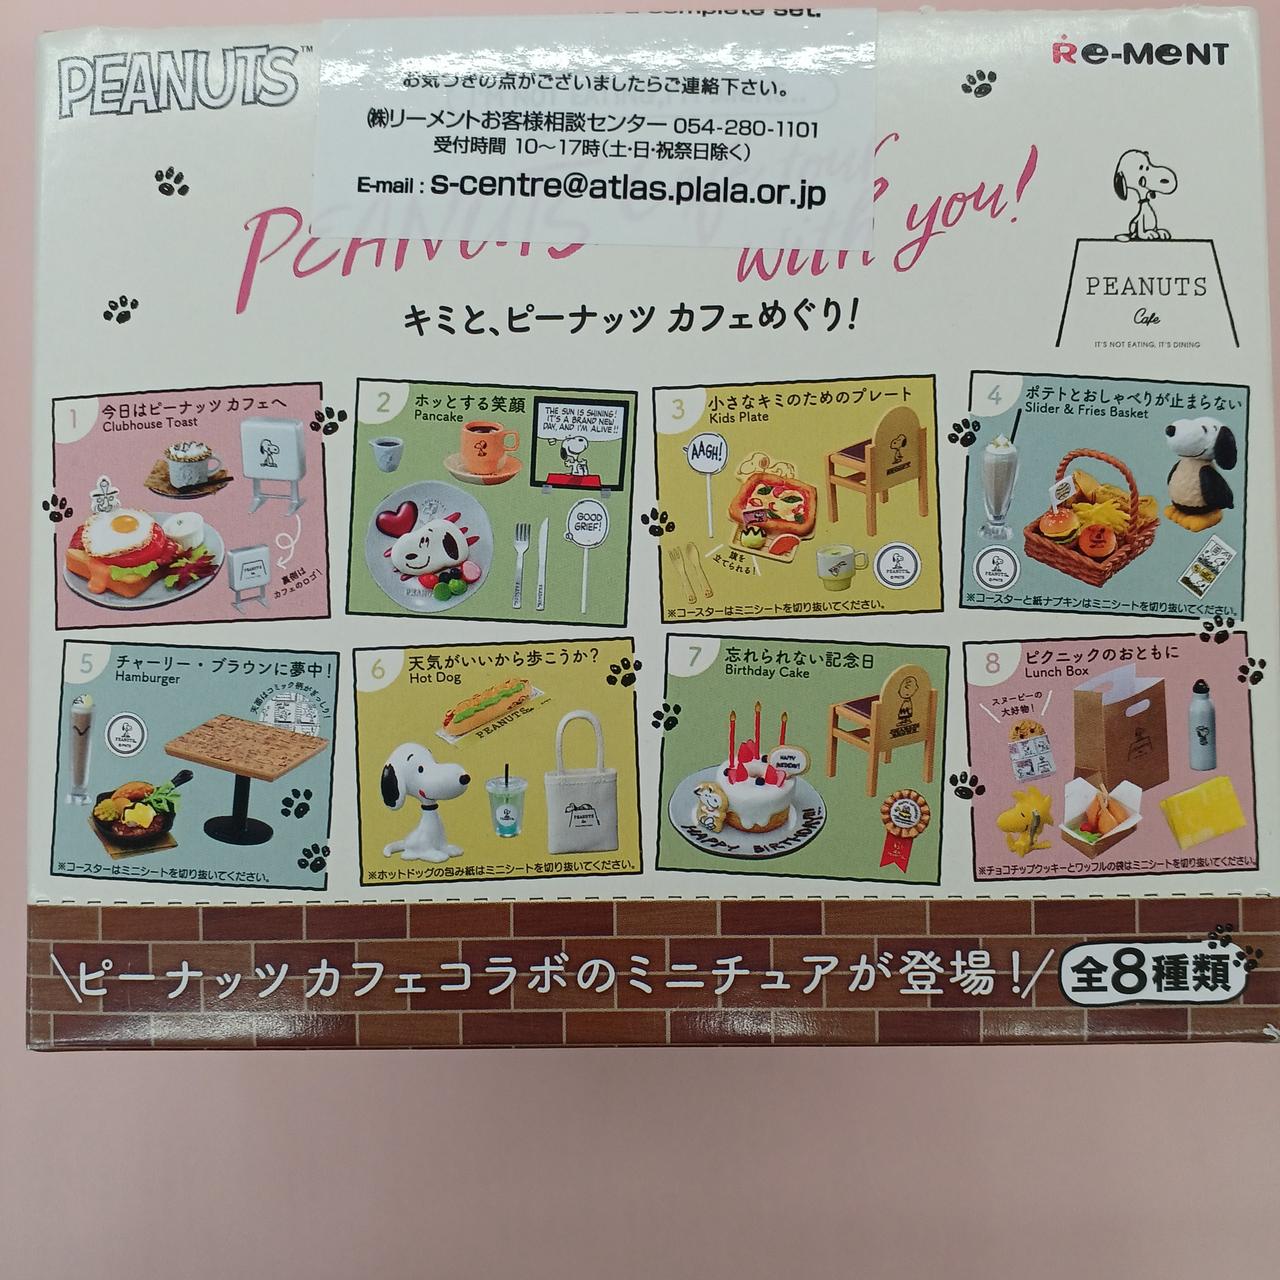 a complete set.
PEANUTS™
Re-MeNT
お気づきの点がございましたらご連絡下さい。
㈱リーメントお客様相談センター 054-280-1101
受付時間 10～17時(土・日・祝祭日除く)
E-mail : s-centre@atlas.plala.or.jp
PEANUTS
with you!
キミと、ピーナッツ カフェめぐり!
PEANUTS
Cafe
IT'S NOT EATING, IT'S DINING
1 今日はピーナッツ カフェへ
Clubhouse Toast
裏側は
カフェのロゴ!
2 ホッとする笑顔
Pancake
THE SUN IS SHINING!
IT'S A BRAND NEW
DAY, AND I'M ALIVE!!
GOOD
GRIEF!
3 小さなキミのためのプレート
Kids Plate
AAGH!
旗を
立てられる!
※コースターはミニシートを切り抜いてください。
4 ポテトとおしゃべりが止まらない
Slider & Fries Basket
※コースターと紙ナプキンはミニシートを切り抜いてください。
5 チャーリー・ブラウンに夢中!
Hamburger
天面はコミック柄がぎっしり!
※コースターはミニシートを切り抜いてください。
6 天気がいいから歩こうか?
Hot Dog
PEANUTS
※ホットドッグの包み紙はミニシートを切り抜いてください。
7 忘れられない記念日
Birthday Cake
HAPPY
BIRTHDAY!
HAPPY BIRTHDAY!
8 ピクニックのおともに
Lunch Box
スヌーピーの
大好物!
※チョコチップクッキーとワッフルの袋はミニシートを切り抜いてください。
ピーナッツ カフェコラボのミニチュアが登場!
全8種類